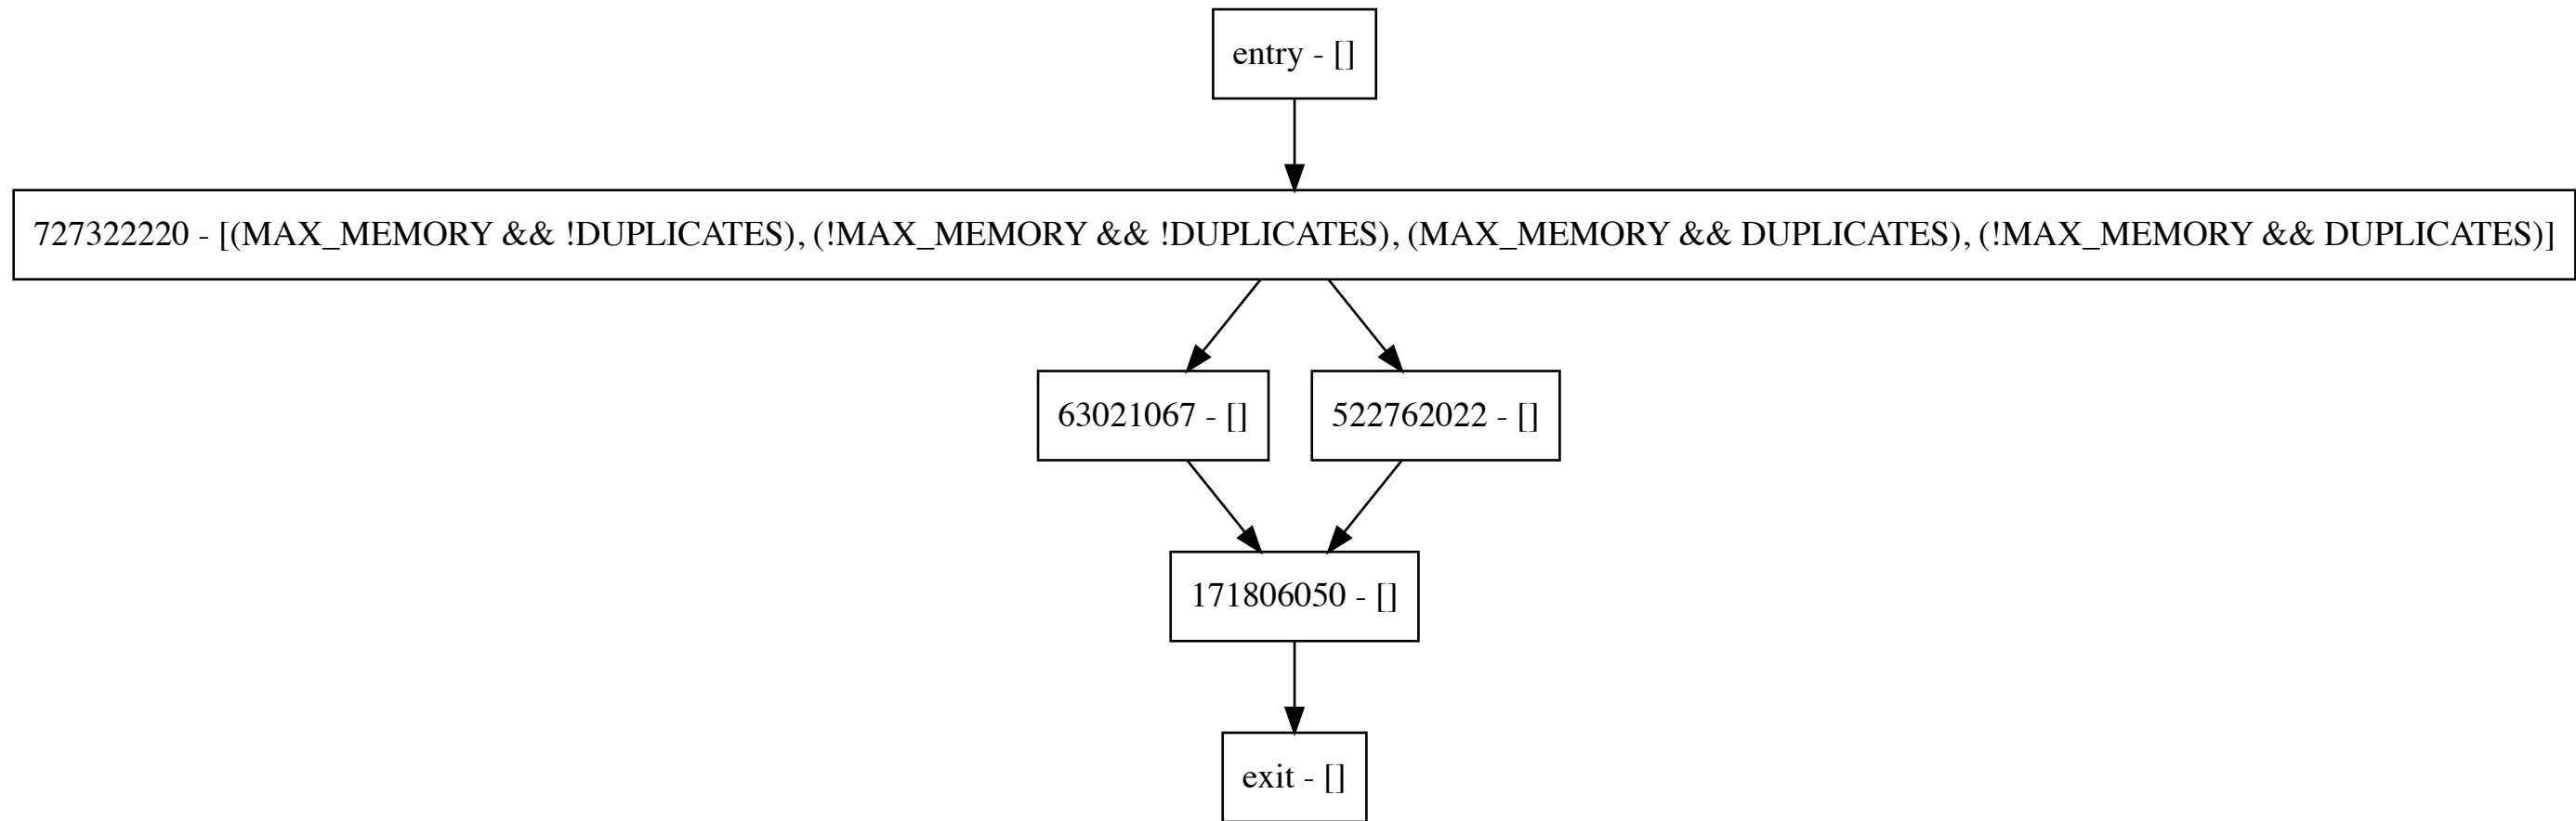 entry - []
727322220 - [(MAX_MEMORY && !DUPLICATES), (!MAX_MEMORY && !DUPLICATES), (MAX_MEMORY && DUPLICATES), (!MAX_MEMORY && DUPLICATES)]
63021067 - []
522762022 - []
171806050 - []
exit - []